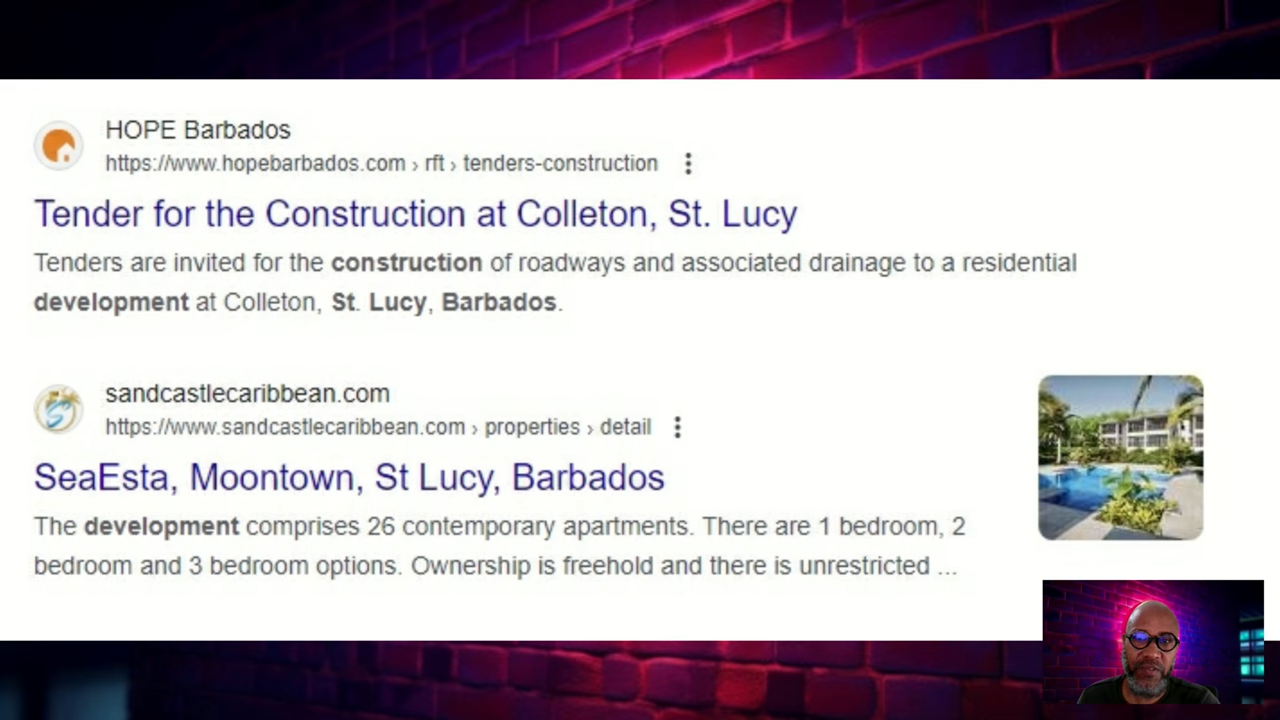 HOPE Barbados
https://www.hopebarbados.com › rft › tenders-construction
Tender for the Construction at Colleton, St. Lucy
Tenders are invited for the construction of roadways and associated drainage to a residential
development at Colleton, St. Lucy, Barbados.
sandcastlecaribbean.com
https://www.sandcastlecaribbean.com › properties › detail
SeaEsta, Moontown, St Lucy, Barbados
The development comprises 26 contemporary apartments. There are 1 bedroom, 2
bedroom and 3 bedroom options. Ownership is freehold and there is unrestricted ...